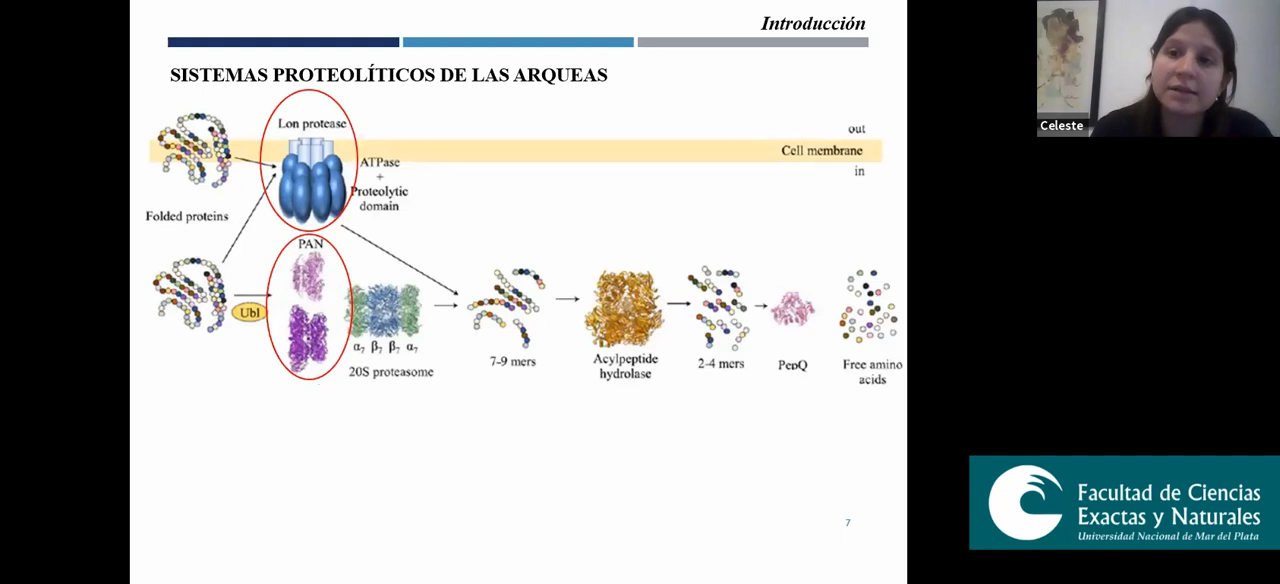 Introducción
SISTEMAS PROTEOLÍTICOS DE LAS ARQUEAS
Lon protease
out
Cell membrane
in
ATPase
+
Proteolytic
domain
Folded proteins
PAN
Ubl
α7 β7 β7 α7
20S proteasome
7-9 mers
Acylpeptide
hydrolase
2-4 mers
PepQ
Free amino
acids
7
Celeste
Facultad de Ciencias
Exactas y Naturales
Universidad Nacional de Mar del Plata